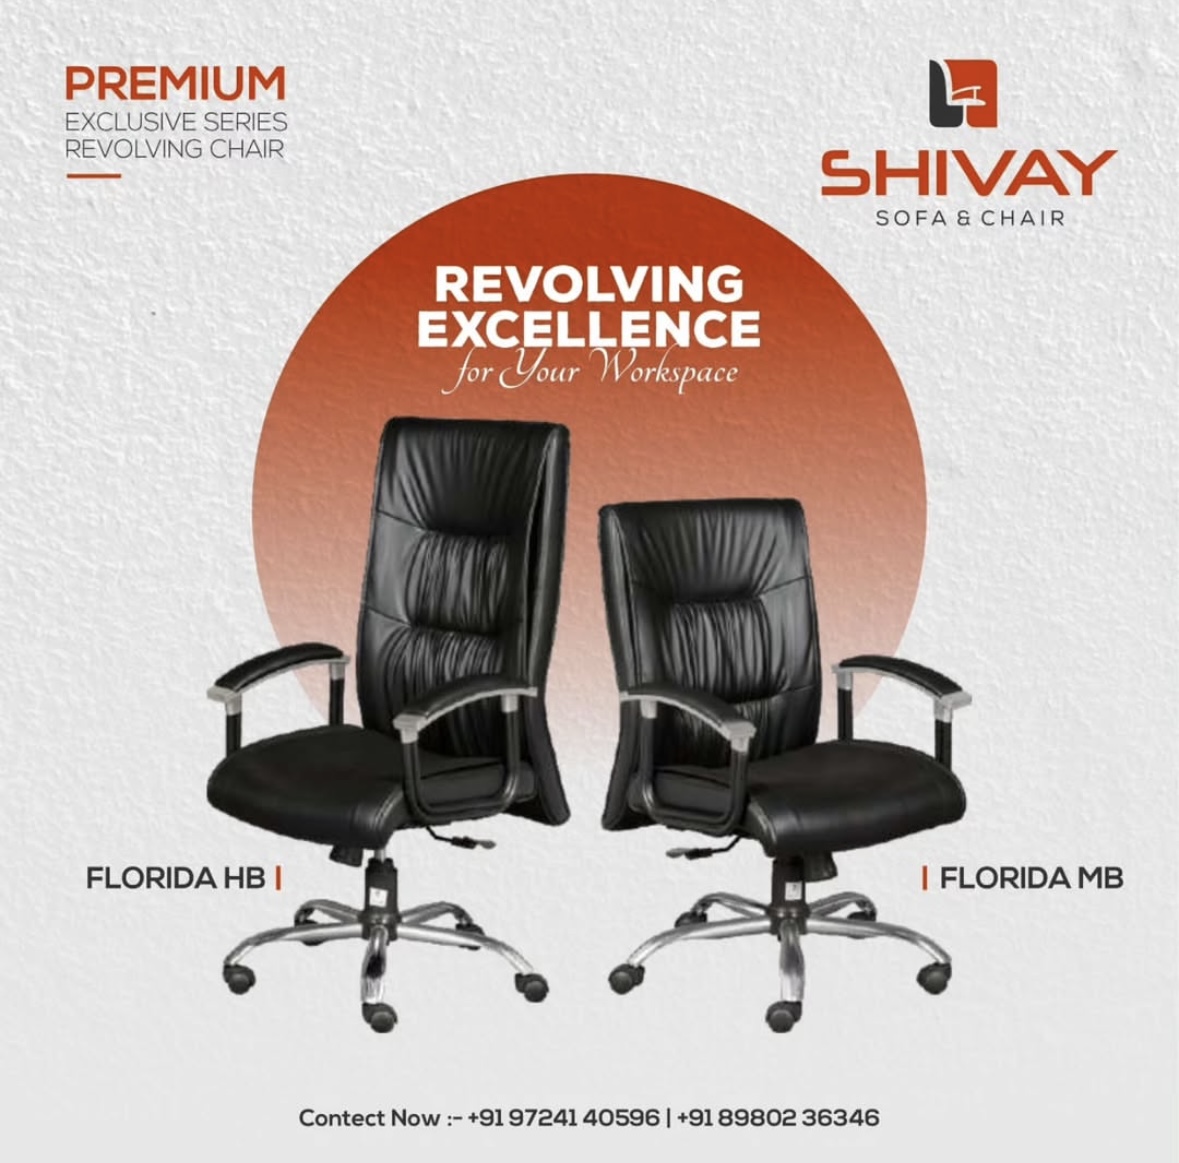 PREMIUM
EXCLUSIVE SERIES
REVOLVING CHAIR
SHIVAY
SOFA & CHAIR
REVOLVING
EXCELLENCE
for Your Workspace
FLORIDA HB |
| FLORIDA MB
Contect Now :- +91 97241 40596 | +91 89802 36346